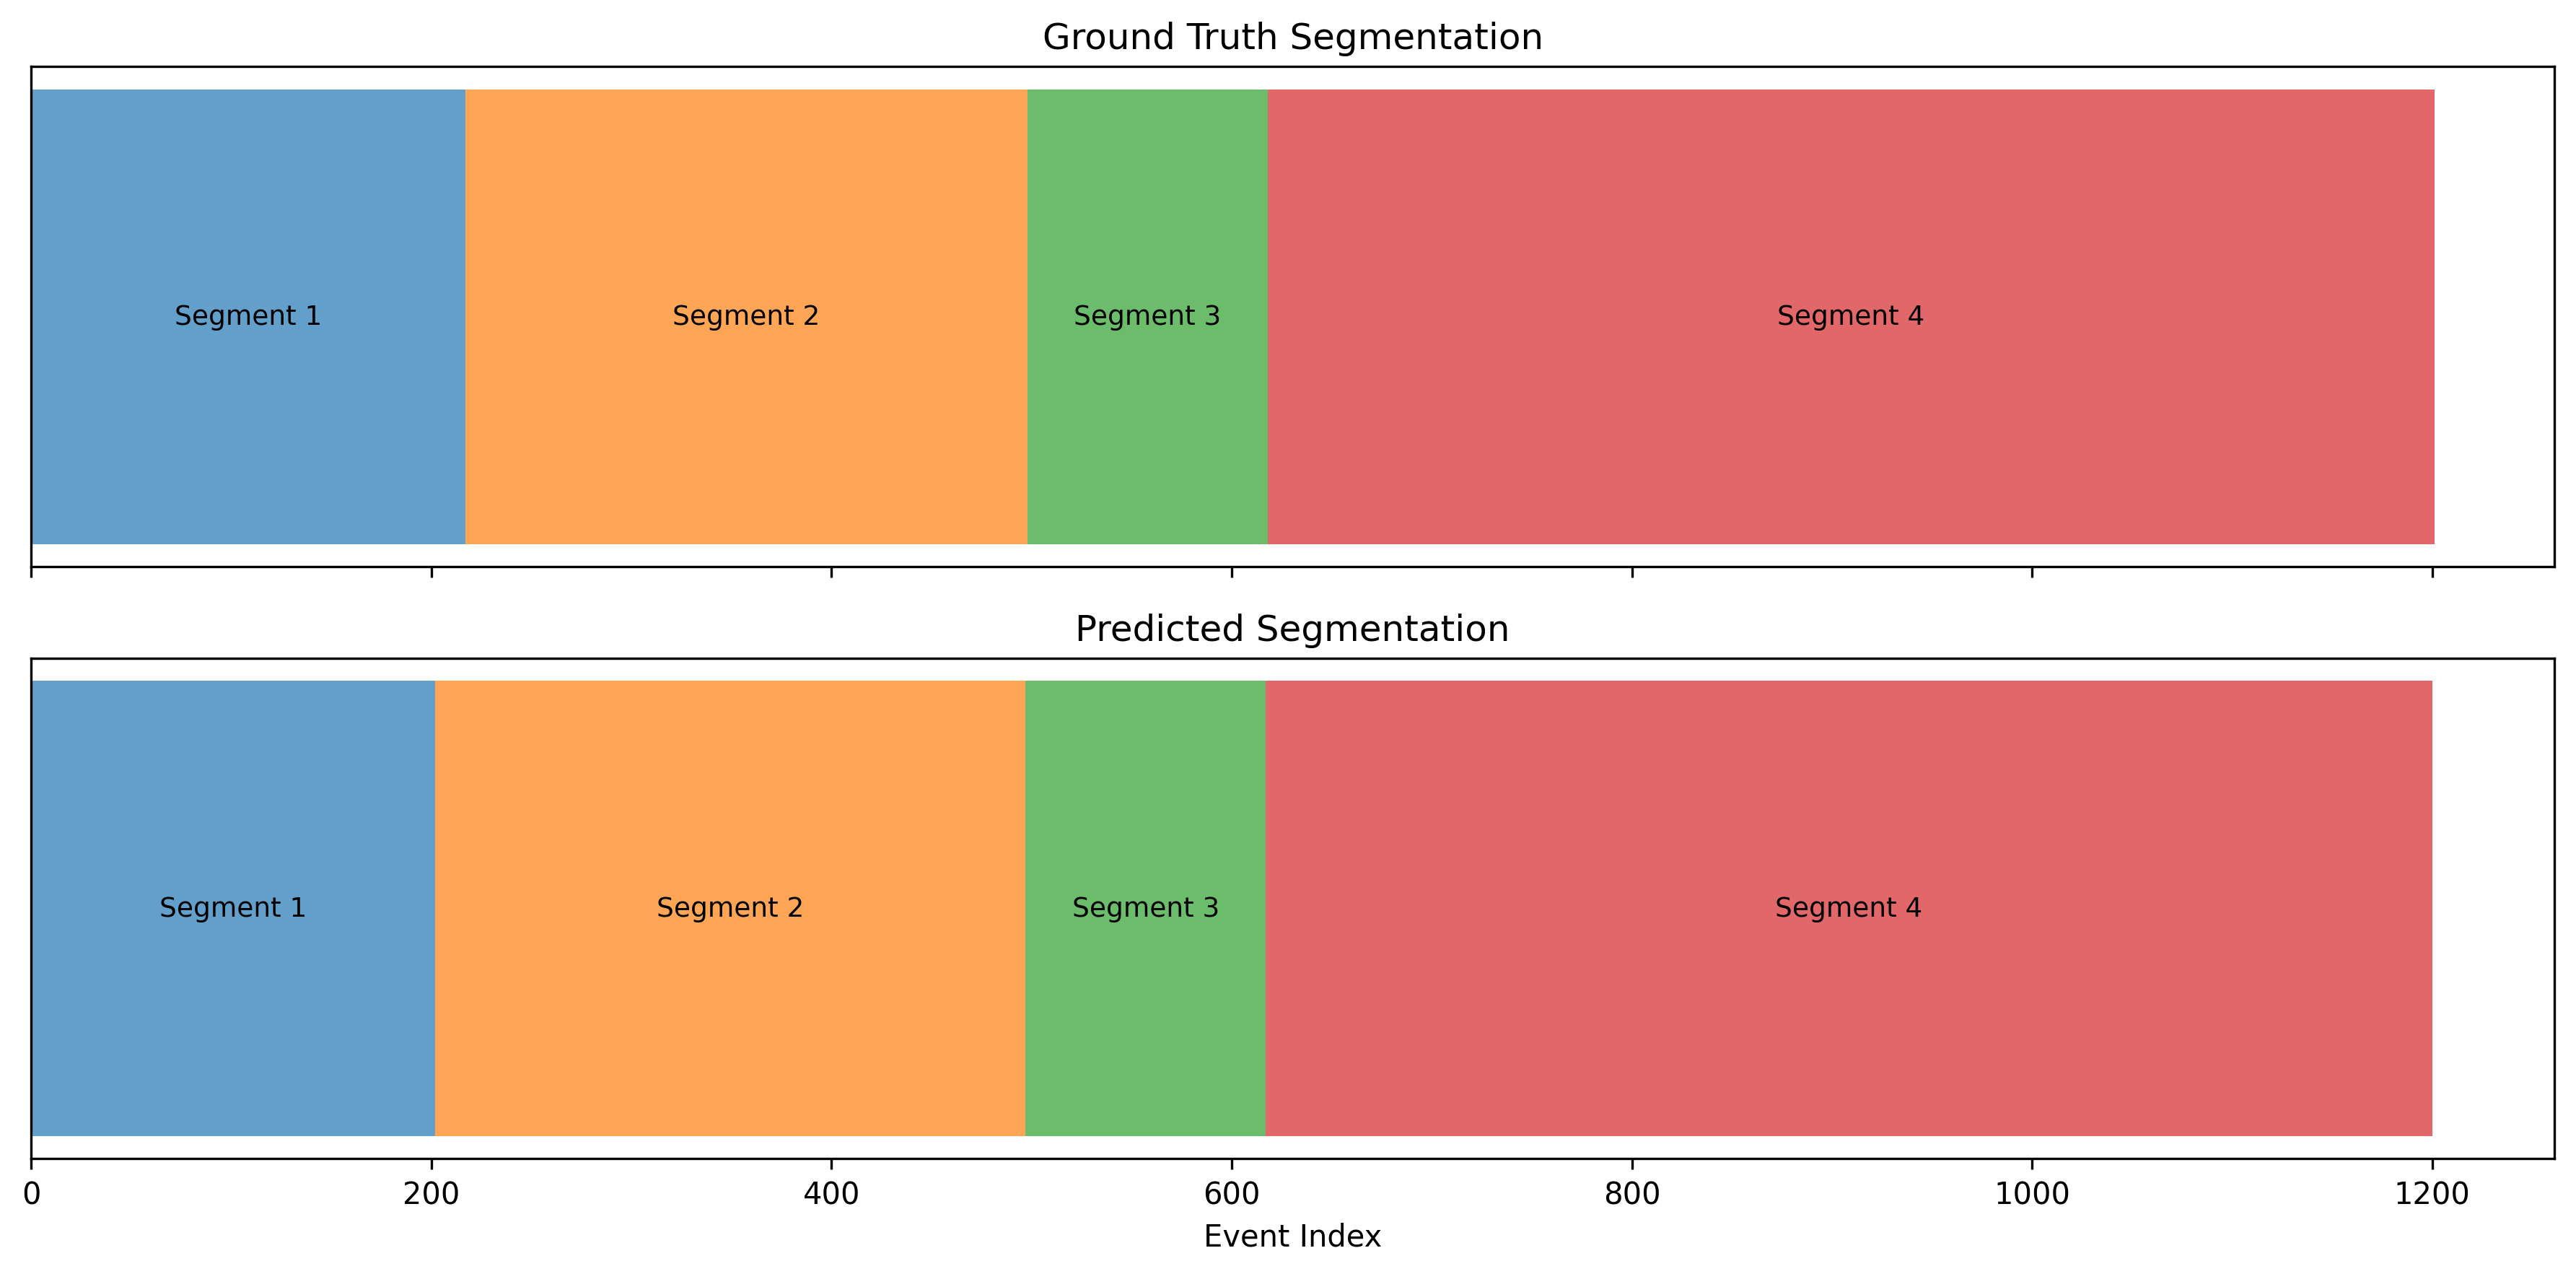 Ground Truth Segmentation
Segment 1 Segment 2 Segment 3 Segment 4
Predicted Segmentation
Segment 1 Segment 2 Segment 3 Segment 4
0 200 400 600 800 1000 1200
Event Index